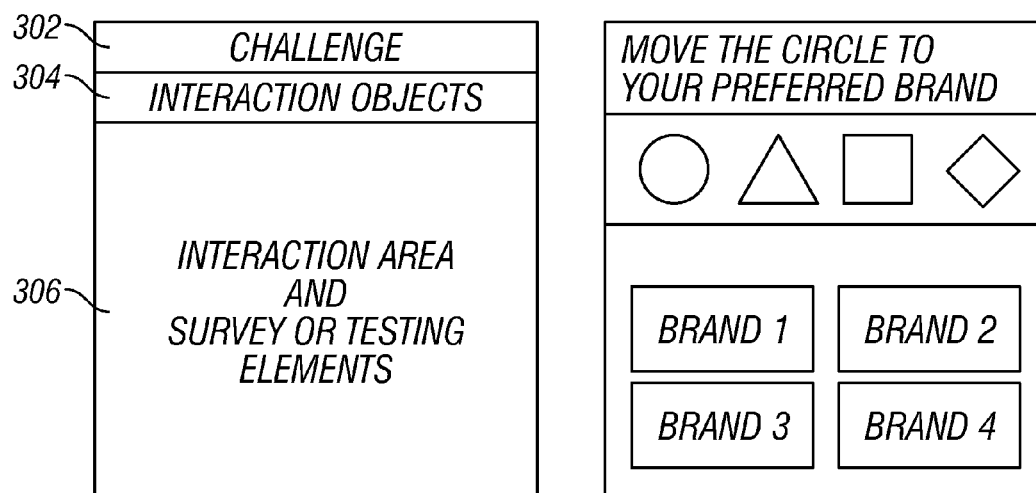 302
CHALLENGE
304
INTERACTION OBJECTS
306
INTERACTION AREA
AND
SURVEY OR TESTING
ELEMENTS
MOVE THE CIRCLE TO
YOUR PREFERRED BRAND
BRAND 1
BRAND 2
BRAND 3
BRAND 4